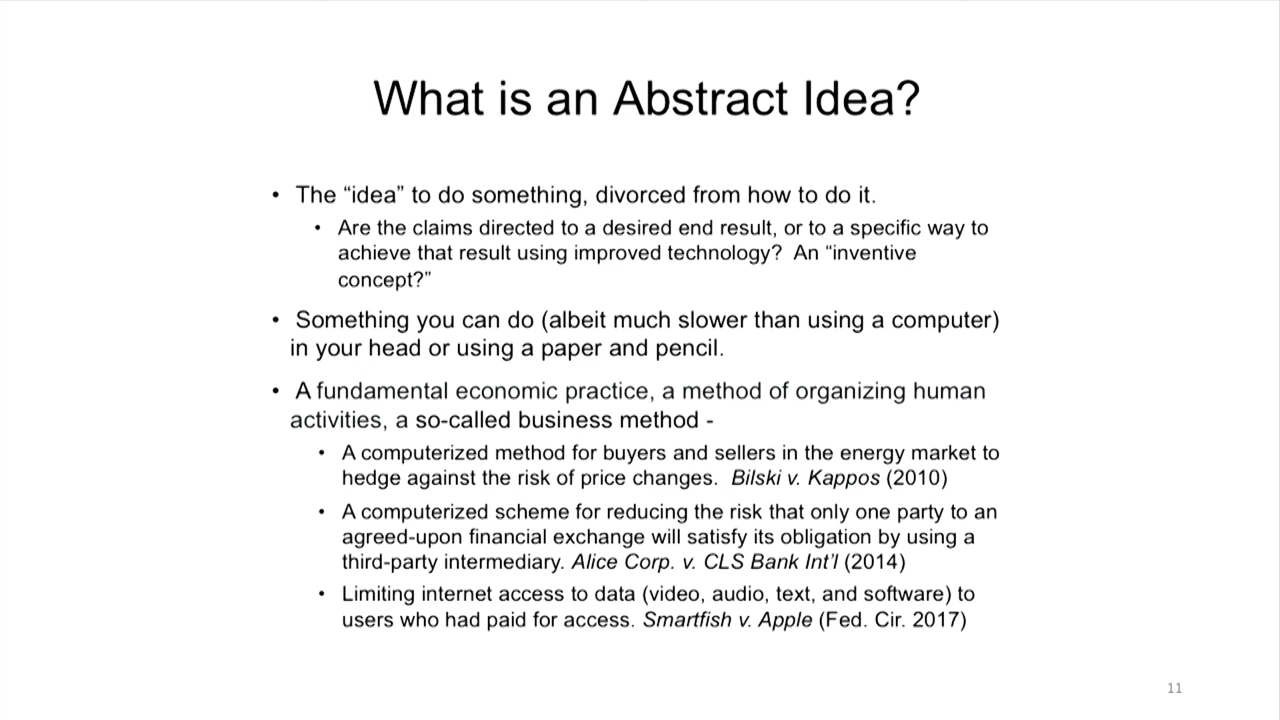 What is an Abstract Idea?
• The “idea” to do something, divorced from how to do it.
• Are the claims directed to a desired end result, or to a specific way to
achieve that result using improved technology?  An “inventive
concept?”
• Something you can do (albeit much slower than using a computer)
in your head or using a paper and pencil.
• A fundamental economic practice, a method of organizing human
activities, a so-called business method -
• A computerized method for buyers and sellers in the energy market to
hedge against the risk of price changes.  Bilski v. Kappos (2010)
• A computerized scheme for reducing the risk that only one party to an
agreed-upon financial exchange will satisfy its obligation by using a
third-party intermediary. Alice Corp. v. CLS Bank Int’l (2014)
• Limiting internet access to data (video, audio, text, and software) to
users who had paid for access. Smartfish v. Apple (Fed. Cir. 2017)
11